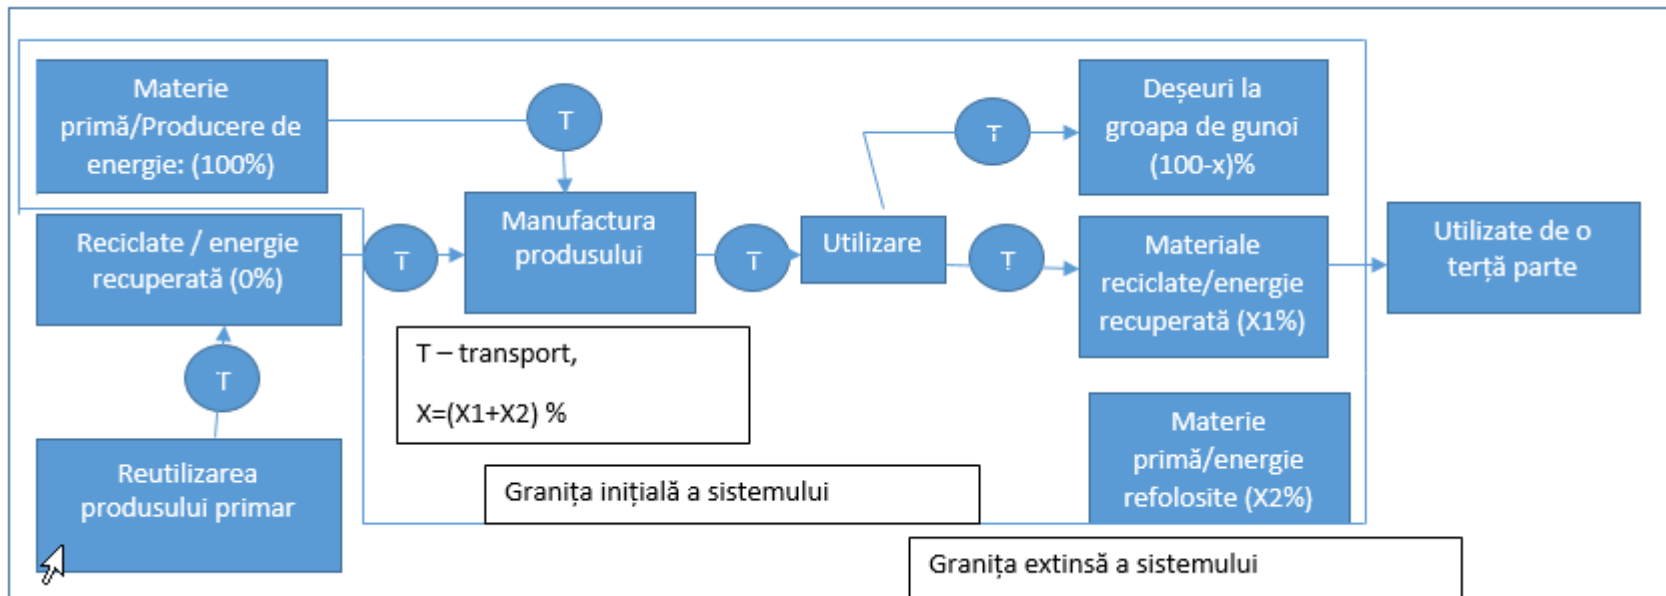 Materie
primă/Producere de
energie: (100%)
T
T
Deșeuri la
groapa de gunoi
(100-x)%
Reciclate / energie
recuperată (0%)
T
Manufactura
produsului
T
Utilizare
T
Materiale
reciclate/energie
recuperată (X1%)
Utilizate de o
terță parte
T
T – transport,
X=(X1+X2) %
Materie
primă/energie
refolosite (X2%)
Reutilizarea
produsului primar
Granița inițială a sistemului
Granița extinsă a sistemului